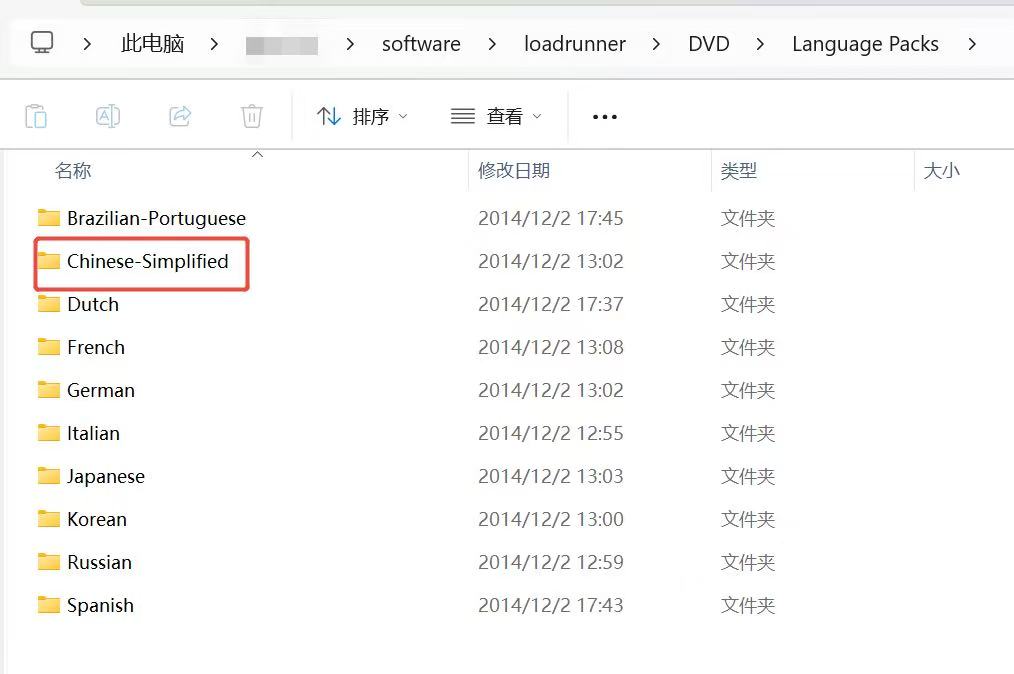 此电脑 software loadrunner DVD Language Packs
排序 查看
名称 修改日期 类型 大小
Brazilian-Portuguese 2014/12/2 17:45 文件夹
Chinese-Simplified 2014/12/2 13:02 文件夹
Dutch 2014/12/2 17:37 文件夹
French 2014/12/2 13:08 文件夹
German 2014/12/2 13:02 文件夹
Italian 2014/12/2 12:55 文件夹
Japanese 2014/12/2 13:03 文件夹
Korean 2014/12/2 13:00 文件夹
Russian 2014/12/2 12:59 文件夹
Spanish 2014/12/2 17:43 文件夹